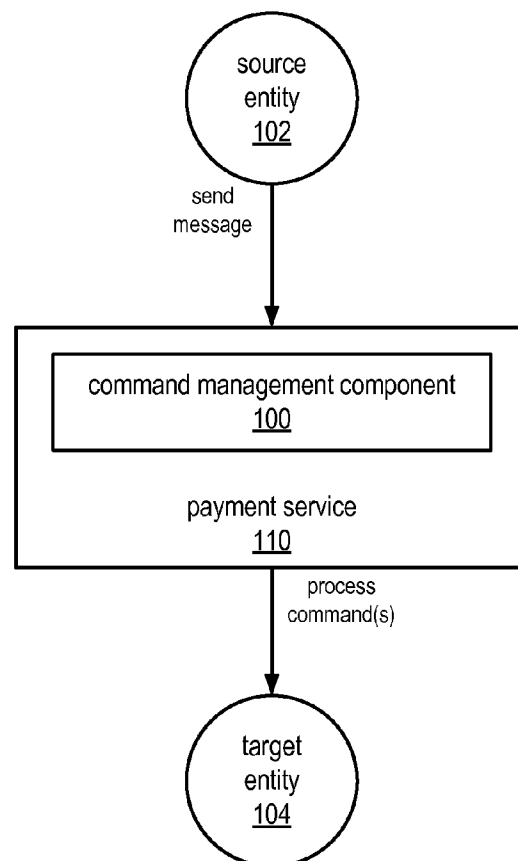 source
entity
102
send
message
command management component
100
payment service
110
process
command(s)
target
entity
104